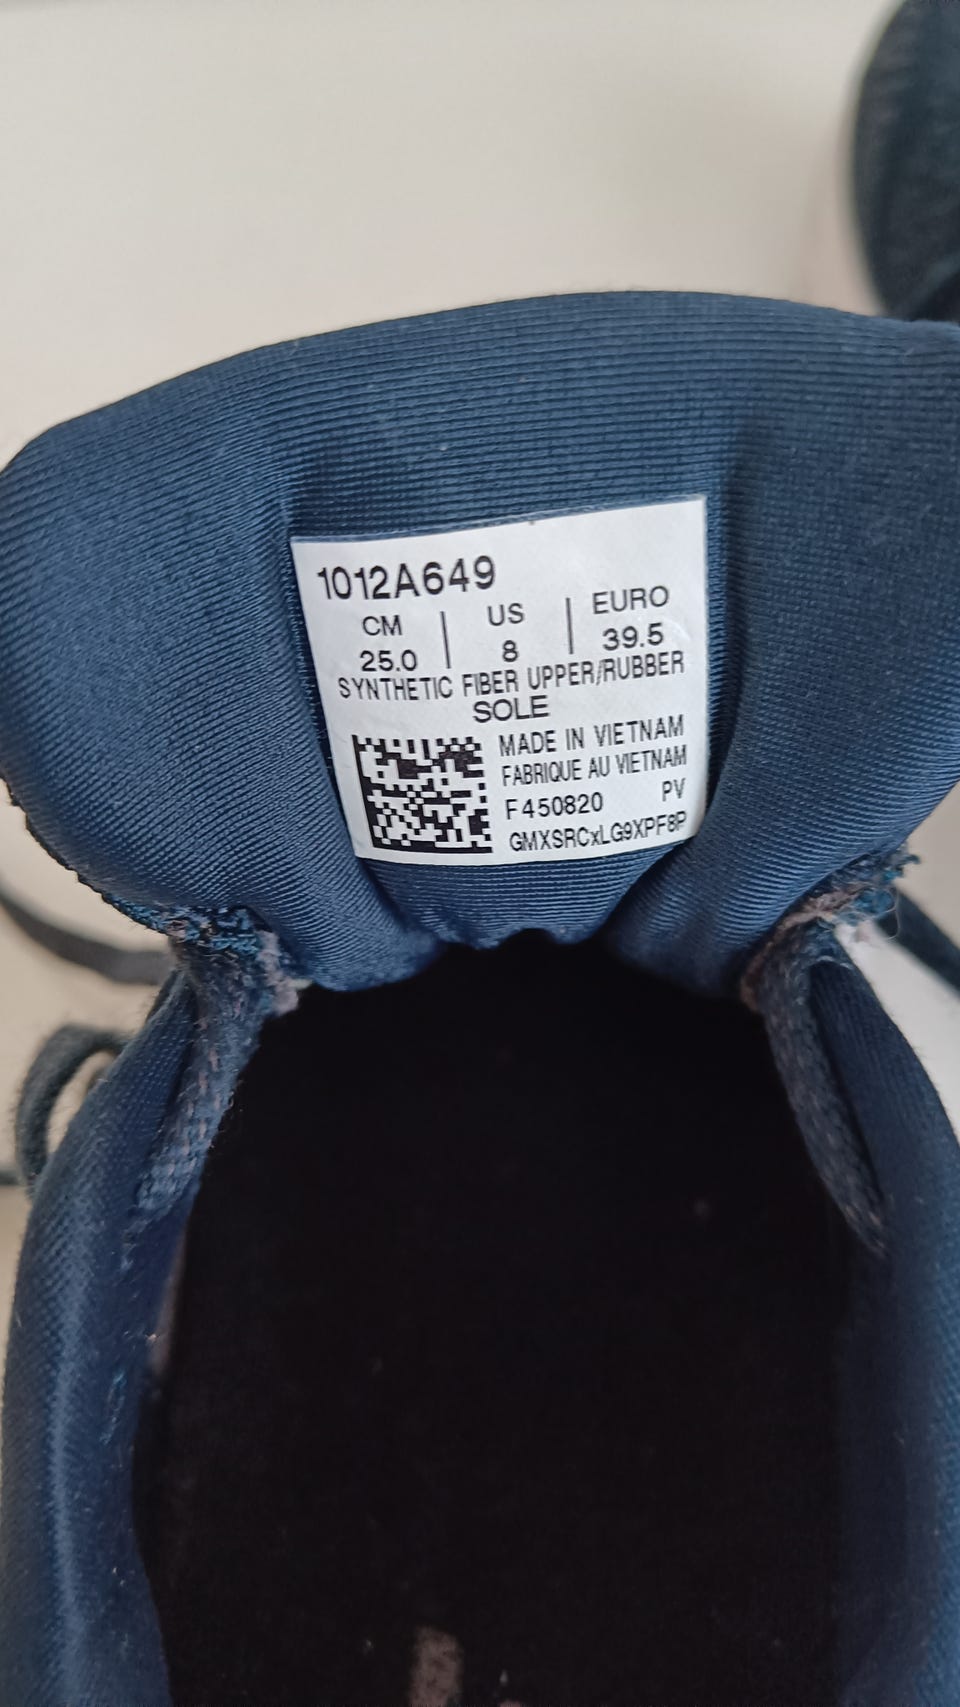 1012A649
CM | US | EURO
25.0 | 8 | 39.5
SYNTHETIC FIBER UPPER/RUBBER
SOLE
MADE IN VIETNAM
FABRIQUE AU VIETNAM
F450820 PV
GMXSRCxLG9XPF8P